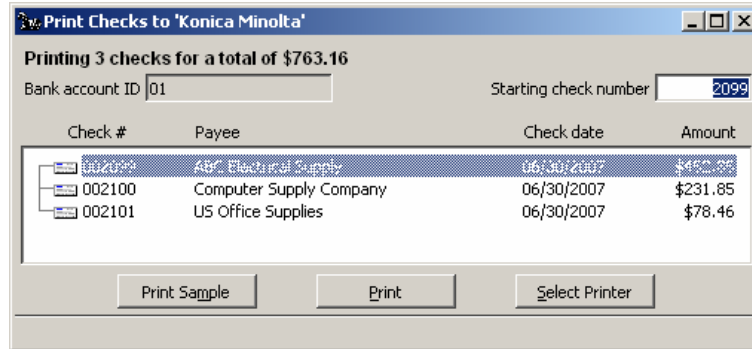 Print Checks to 'Konica Minolta'
Printing 3 checks for a total of $763.16
Bank account ID 01 Starting check number 2099
Check # Payee Check date Amount
002099 ABC Electrical Supply 06/30/2007 $452.85
002100 Computer Supply Company 06/30/2007 $231.85
002101 US Office Supplies 06/30/2007 $78.46
Print Sample Print Select Printer